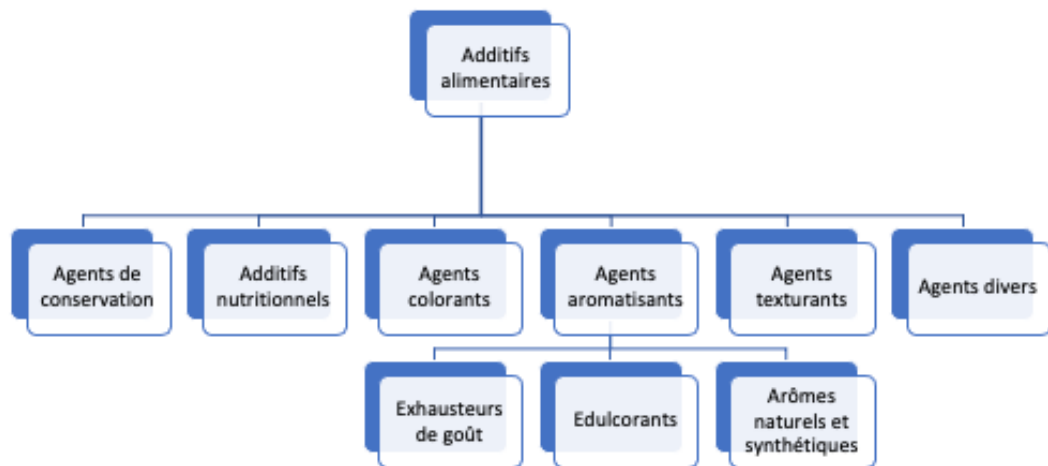 Additifs
alimentaires
Agents de
conservation
Additifs
nutritionnels
Agents
colorants
Agents
aromatisants
Agents
texturants
Agents divers
Exhausteurs
de goût
Edulcorants
Arômes
naturels et
synthétiques